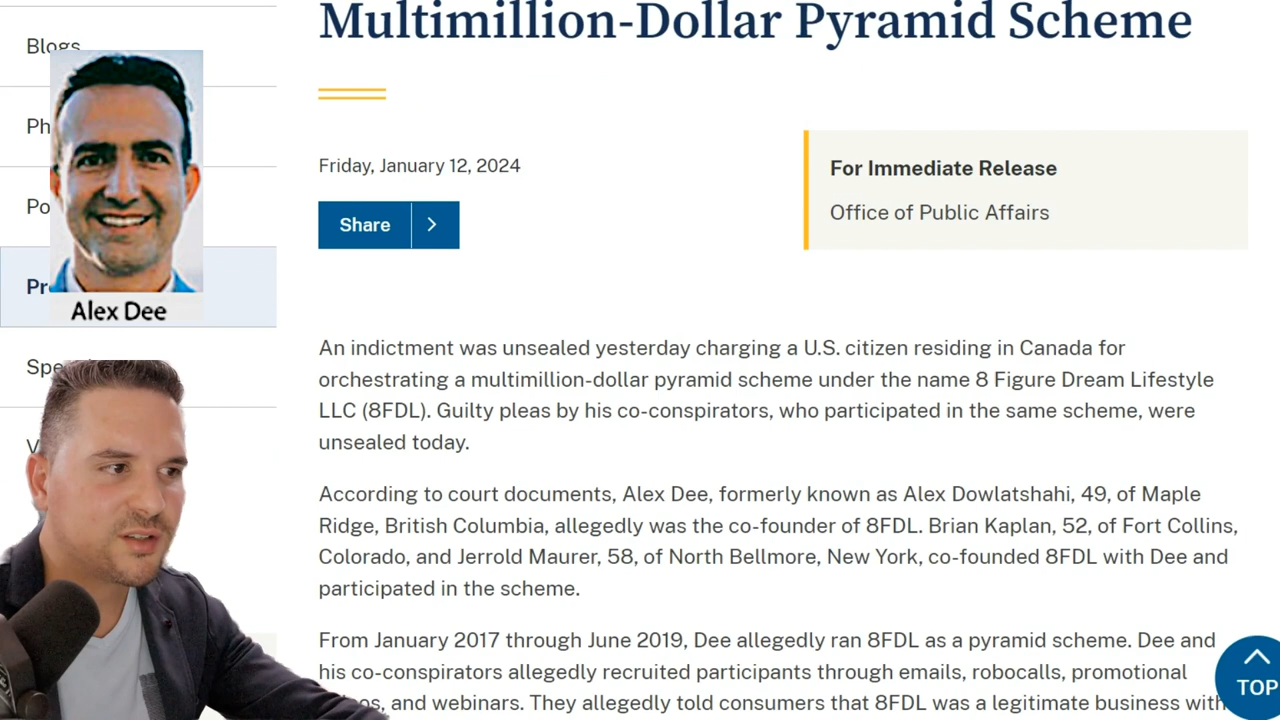 Multimillion-Dollar Pyramid Scheme
Blogs
Ph
Po
Pr
Alex Dee
Spe
V
Friday, January 12, 2024
Share
For Immediate Release
Office of Public Affairs
An indictment was unsealed yesterday charging a U.S. citizen residing in Canada for
orchestrating a multimillion-dollar pyramid scheme under the name 8 Figure Dream Lifestyle
LLC (8FDL). Guilty pleas by his co-conspirators, who participated in the same scheme, were
unsealed today.
According to court documents, Alex Dee, formerly known as Alex Dowlatshahi, 49, of Maple
Ridge, British Columbia, allegedly was the co-founder of 8FDL. Brian Kaplan, 52, of Fort Collins,
Colorado, and Jerrold Maurer, 58, of North Bellmore, New York, co-founded 8FDL with Dee and
participated in the scheme.
From January 2017 through June 2019, Dee allegedly ran 8FDL as a pyramid scheme. Dee and
his co-conspirators allegedly recruited participants through emails, robocalls, promotional
os, and webinars. They allegedly told consumers that 8FDL was a legitimate business with
TOP